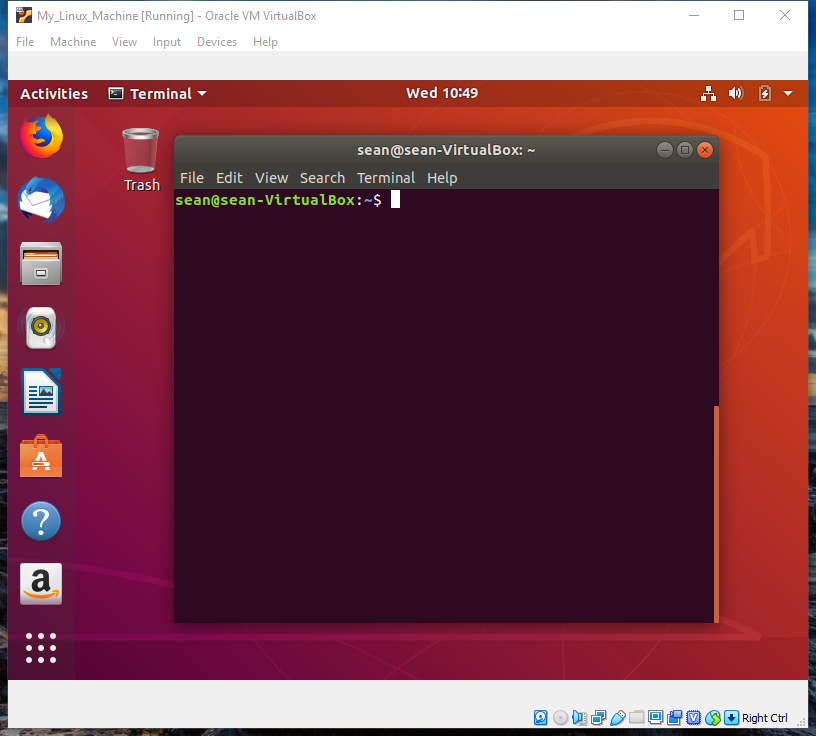 My_Linux_Machine [Running] - Oracle VM VirtualBox
File Machine View Input Devices Help
Activities Terminal Wed 10:49
Trash
sean@sean-VirtualBox: ~
File Edit View Search Terminal Help
sean@sean-VirtualBox:~$
Right Ctrl